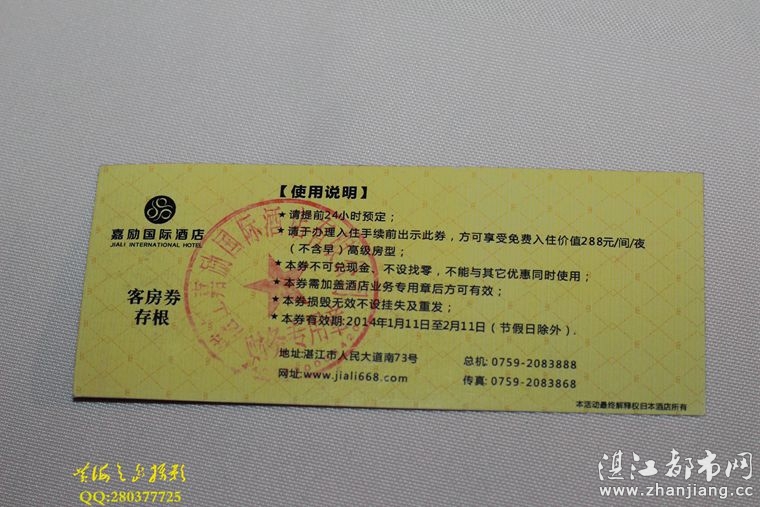 嘉励国际酒店
JIALI INTERNATIONAL HOTEL
客房券
存根
【使用说明】
★请提前24小时预定；
★请于办理入住手续前出示此券，方可享受免费入住价值288元/间/夜
（不含早）高级房型；
★本券不可兑现金，不设找零，不能与其它优惠同时使用；
★本券需加盖酒店业务专用章后方可有效；
★本券损毁无效不设挂失及重发；
★本券有效期:2014年1月11日至2月11日（节假日除外）.
地址:湛江市人民大道南73号
总机: 0759-2083888
网址:www.jiali668.com
传真: 0759-2083868
本活动最终解释权归本酒店所有
嘉励国际酒
专用章
QQ:280377725
湛江都市网
www.zhanjiang.cc